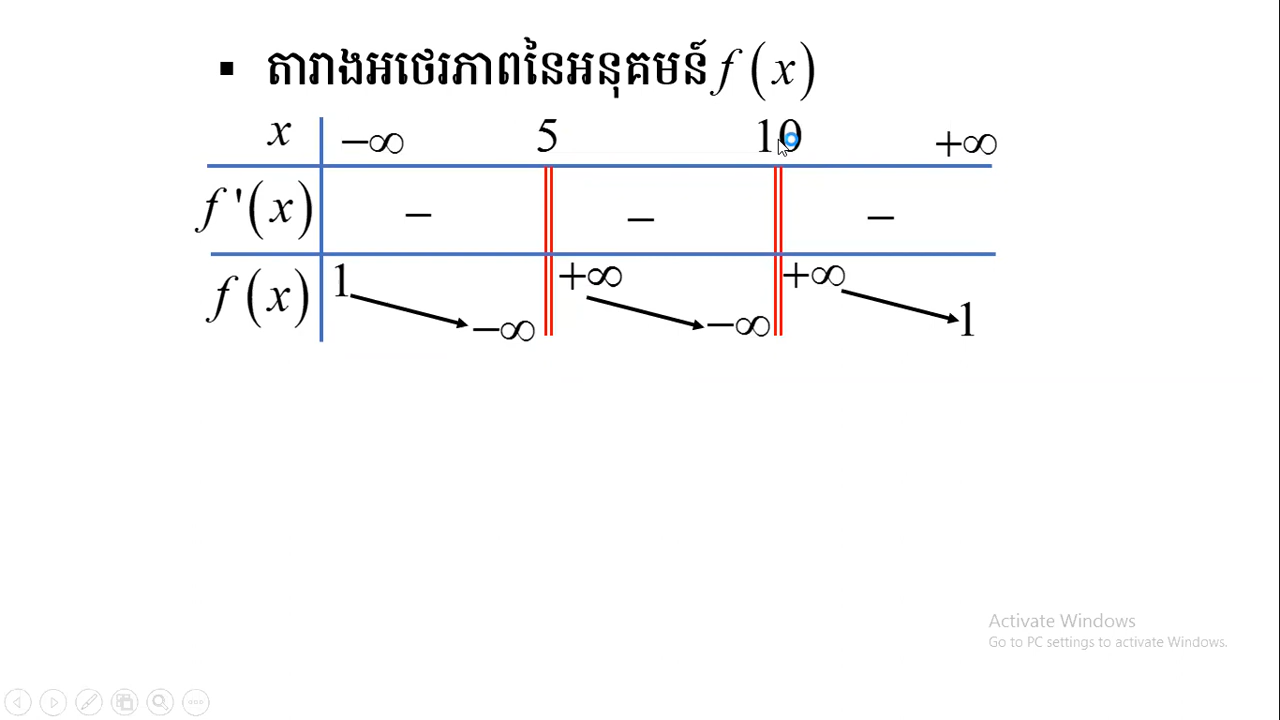 ▪ តារាងអថេរភាពនៃអនុគមន៍ f(x)
x −∞ 5 10 +∞
f'(x) − − −
f(x) 1 −∞ +∞ −∞ +∞ 1
Activate Windows
Go to PC settings to activate Windows.